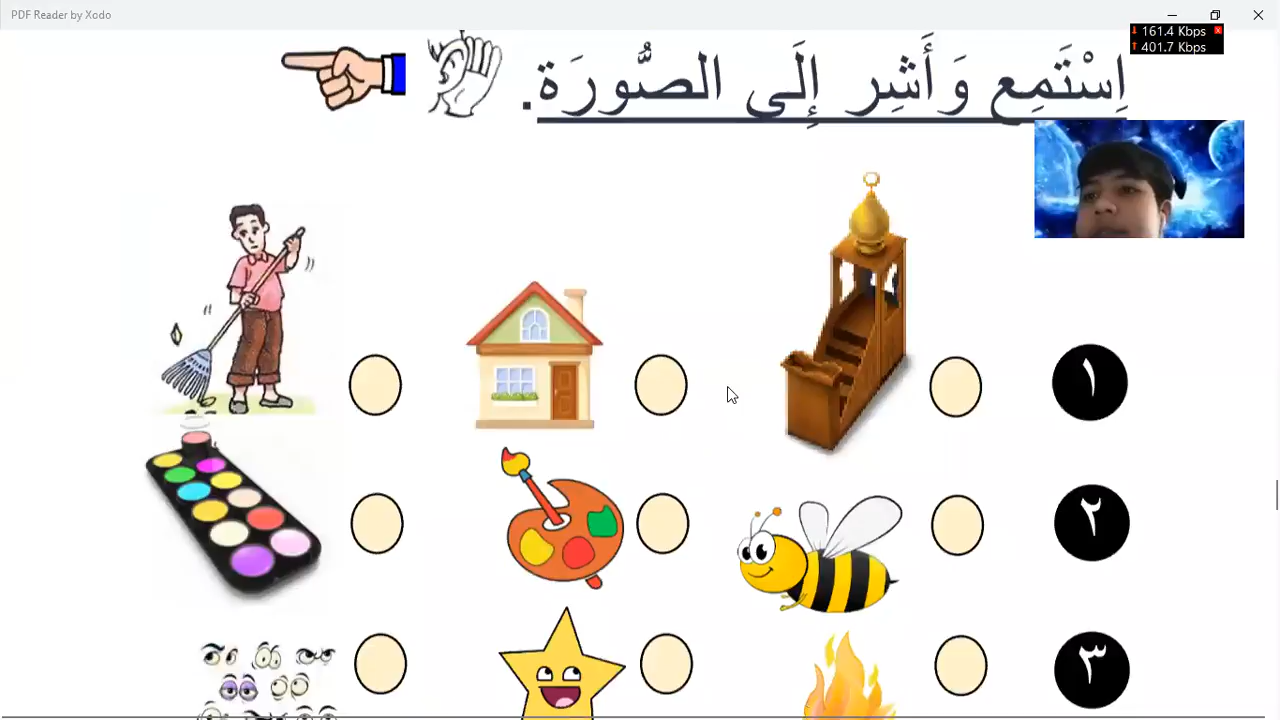 PDF Reader by Xodo
161.4 Kbps
401.7 Kbps
اِسْتَمِع وَأَشِر إِلَى الصُّورَة.
١
٢
٣